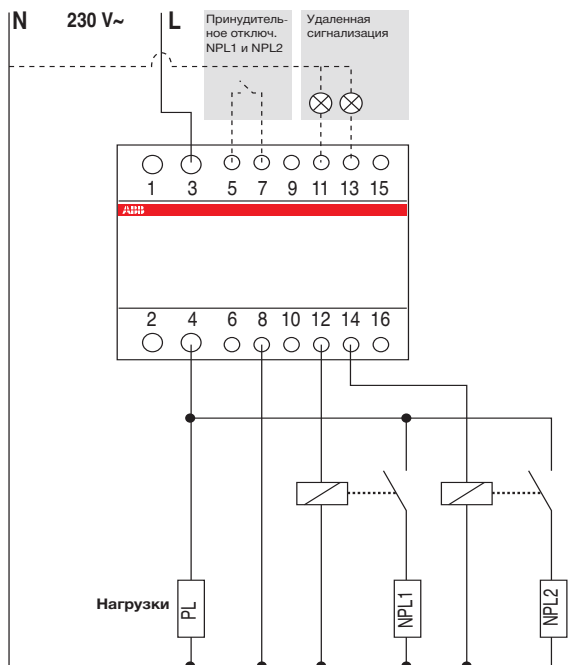 N 230 V~ L
Принудитель-
ное отключ.
NPL1 и NPL2
Удаленная
сигнализация
1 3 5 7 9 11 13 15
ABB
2 4 6 8 10 12 14 16
Нагрузки
PL
NPL1
NPL2